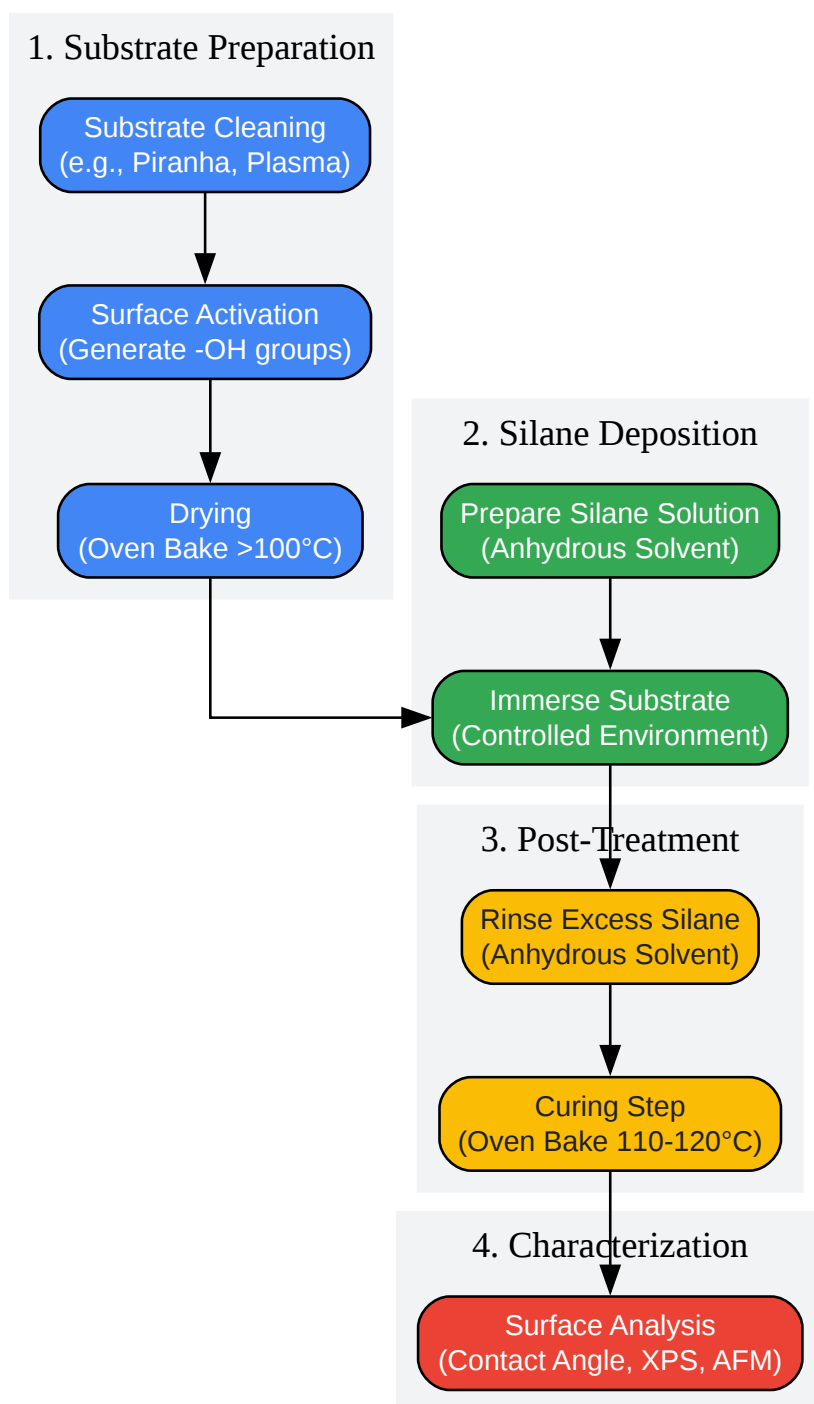 1. Substrate Preparation
Substrate Cleaning
(e.g., Piranha, Plasma)
Surface Activation
(Generate -OH groups)
Drying
(Oven Bake >100°C)
2. Silane Deposition
Prepare Silane Solution
(Anhydrous Solvent)
Immerse Substrate
(Controlled Environment)
3. Post-Treatment
Rinse Excess Silane
(Anhydrous Solvent)
Curing Step
(Oven Bake 110-120°C)
4. Characterization
Surface Analysis
(Contact Angle, XPS, AFM)